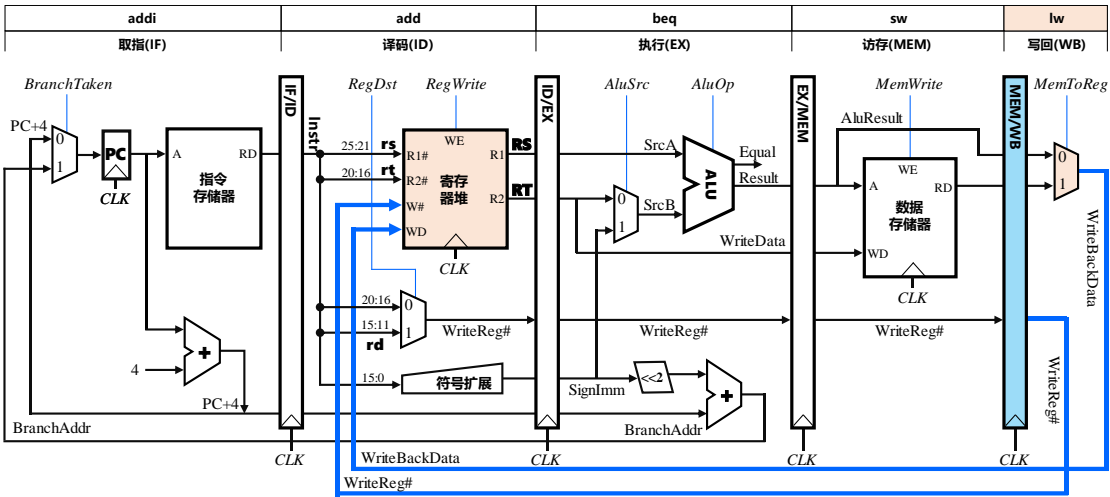 addi add beq sw lw
取指(IF) 译码(ID) 执行(EX) 访存(MEM) 写回(WB)
BranchTaken
PC+4
0
1
PC
CLK
A
RD
指令
存储器
4
+
PC+4
BranchAddr
IF/ID
CLK
Instr
RegDst
RegWrite
25:21
rs
20:16
rt
WE
R1#
R2#
W#
WD
R1
R2
寄存
器堆
CLK
20:16
15:11
rd
0
1
WriteReg#
15:0
符号扩展
WriteBackData
WriteReg#
ID/EX
CLK
RS
RT
AluSrc
AluOp
SrcA
0
1
SrcB
ALU
Equal
Result
WriteData
WriteReg#
SignImm
<<2
+
BranchAddr
EX/MEM
CLK
MemWrite
AluResult
WE
A
RD
数据
存储器
WD
CLK
WriteReg#
MEM/WB
CLK
MemToReg
0
1
WriteBackData
WriteReg#